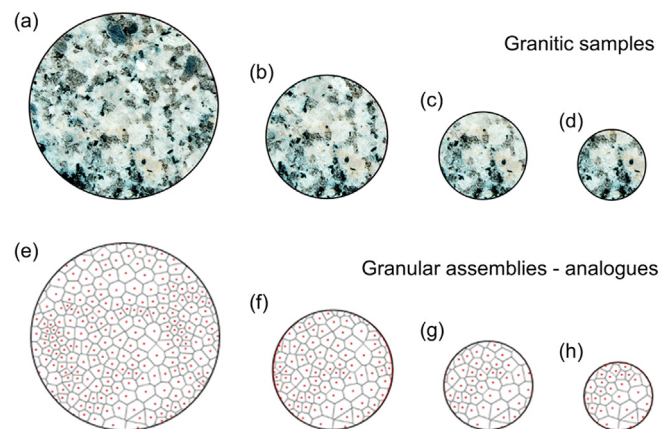 (a)
Granitic samples
(b)
(c)
(d)
(e)
Granular assemblies - analogues
(f)
(g)
(h)